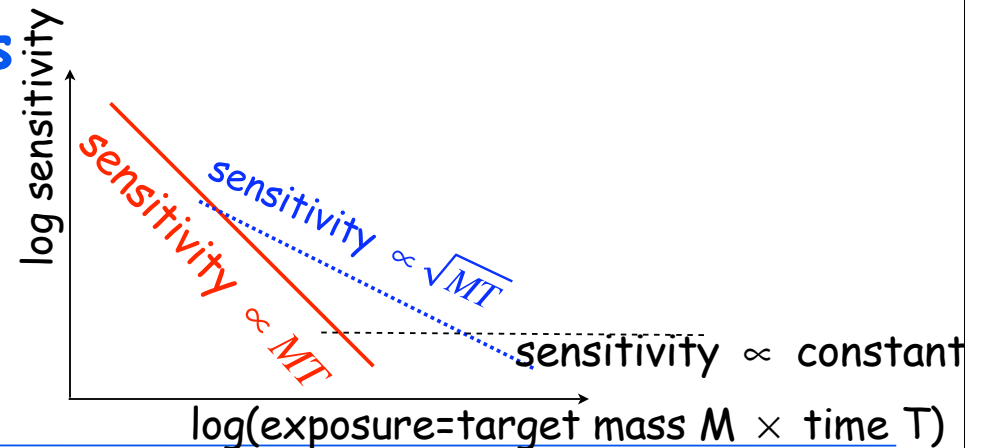 s
log sensitivity
sensitivity ∝ MT
sensitivity ∝ √MT
sensitivity ∝ constant
log(exposure=target mass M × time T)